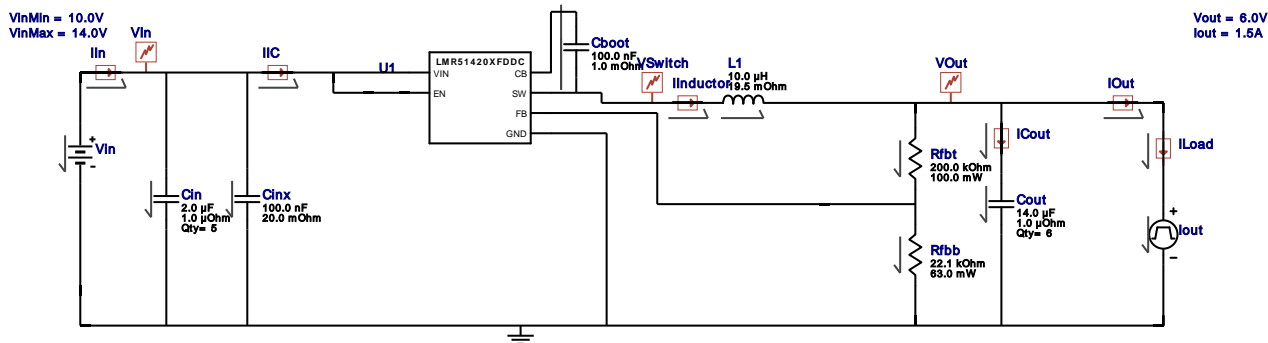 VinMin = 10.0V
VinMax = 14.0V
Vout = 6.0V
Iout = 1.5A
Vin
IIn
IIC
U1
LMR51420XFDDC
VIN
EN
CB
SW
FB
GND
Cboot
100.0 nF
1.0 mOhm
VSwitch
IInductor
L1
10.0 µH
19.5 mOhm
VOut
IOut
ICout
ILoad
Vin
+
-
Cin
2.0 µF
1.0 µOhm
Qty= 5
Cinx
100.0 nF
20.0 mOhm
Rfbt
200.0 kOhm
100.0 mW
Cout
14.0 µF
1.0 µOhm
Qty= 6
Rfbb
22.1 kOhm
63.0 mW
+
Iout
-